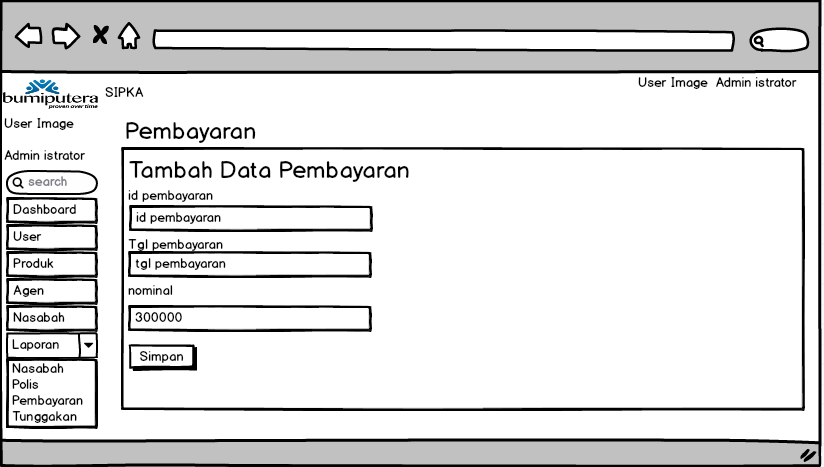 User Image Admin istrator
bumiputera SIPKA
proven over time
User Image
Admin istrator
search
Dashboard
User
Produk
Agen
Nasabah
Laporan
Nasabah
Polis
Pembayaran
Tunggakan
Pembayaran
Tambah Data Pembayaran
id pembayaran
id pembayaran
Tgl pembayaran
tgl pembayaran
nominal
300000
Simpan